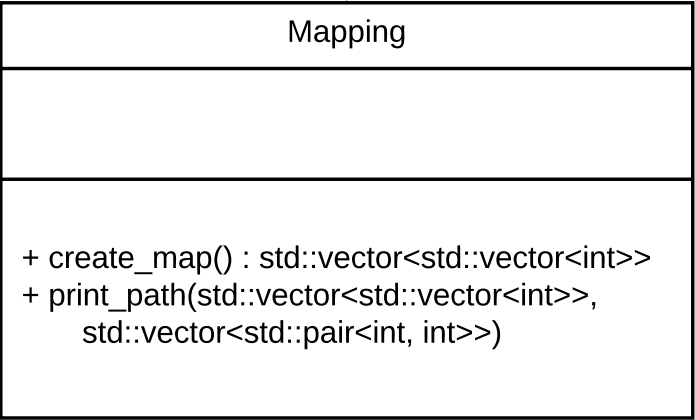 Mapping
+ create_map() : std::vector<std::vector<int>>
+ print_path(std::vector<std::vector<int>>,
std::vector<std::pair<int, int>>)